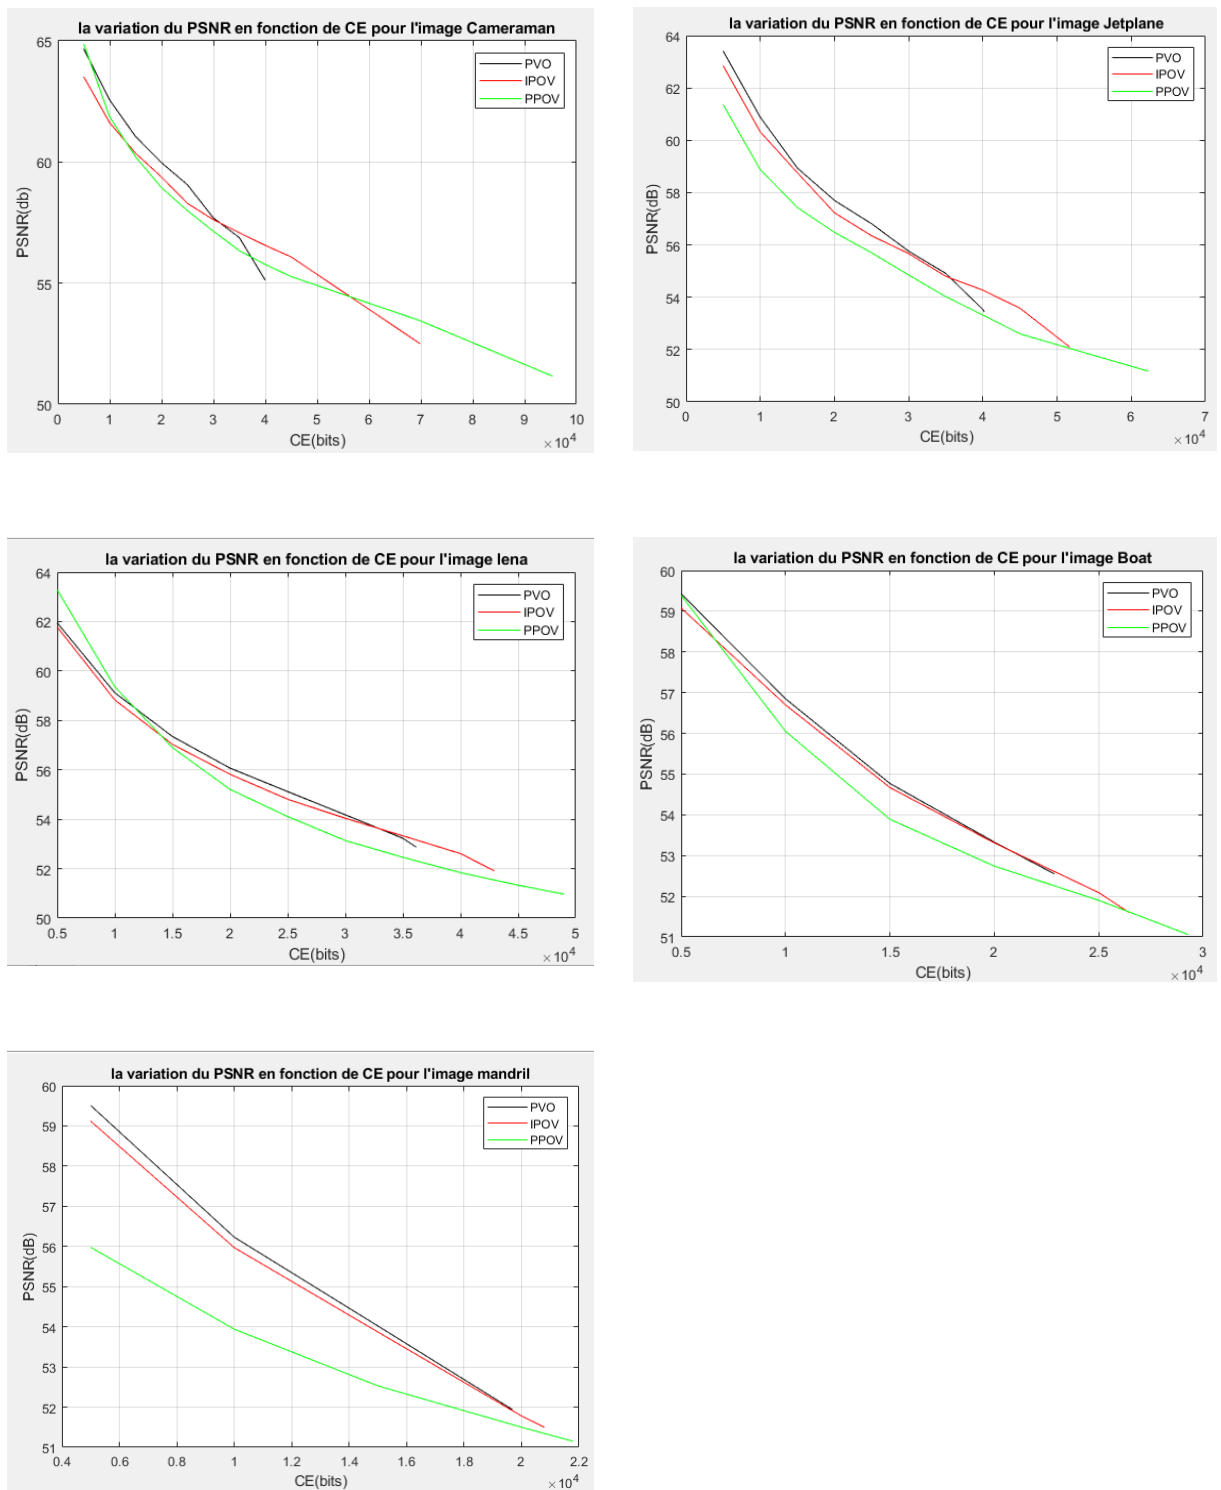 la variation du PSNR en fonction de CE pour l'image Cameraman
PVO
IPOV
PPOV
PSNR(db)
65
60
55
50
0 1 2 3 4 5 6 7 8 9 10
CE(bits)
×10^4
la variation du PSNR en fonction de CE pour l'image Jetplane
PVO
IPOV
PPOV
PSNR(dB)
64
62
60
58
56
54
52
50
0 1 2 3 4 5 6 7
CE(bits)
×10^4
la variation du PSNR en fonction de CE pour l'image lena
PVO
IPOV
PPOV
PSNR(dB)
64
62
60
58
56
54
52
50
0.5 1 1.5 2 2.5 3 3.5 4 4.5 5
CE(bits)
×10^4
la variation du PSNR en fonction de CE pour l'image Boat
PVO
IPOV
PPOV
PSNR(dB)
60
59
58
57
56
55
54
53
52
51
0.5 1 1.5 2 2.5 3
CE(bits)
×10^4
la variation du PSNR en fonction de CE pour l'image mandril
PVO
IPOV
PPOV
PSNR(dB)
60
59
58
57
56
55
54
53
52
51
0.4 0.6 0.8 1 1.2 1.4 1.6 1.8 2 2.2
CE(bits)
×10^4